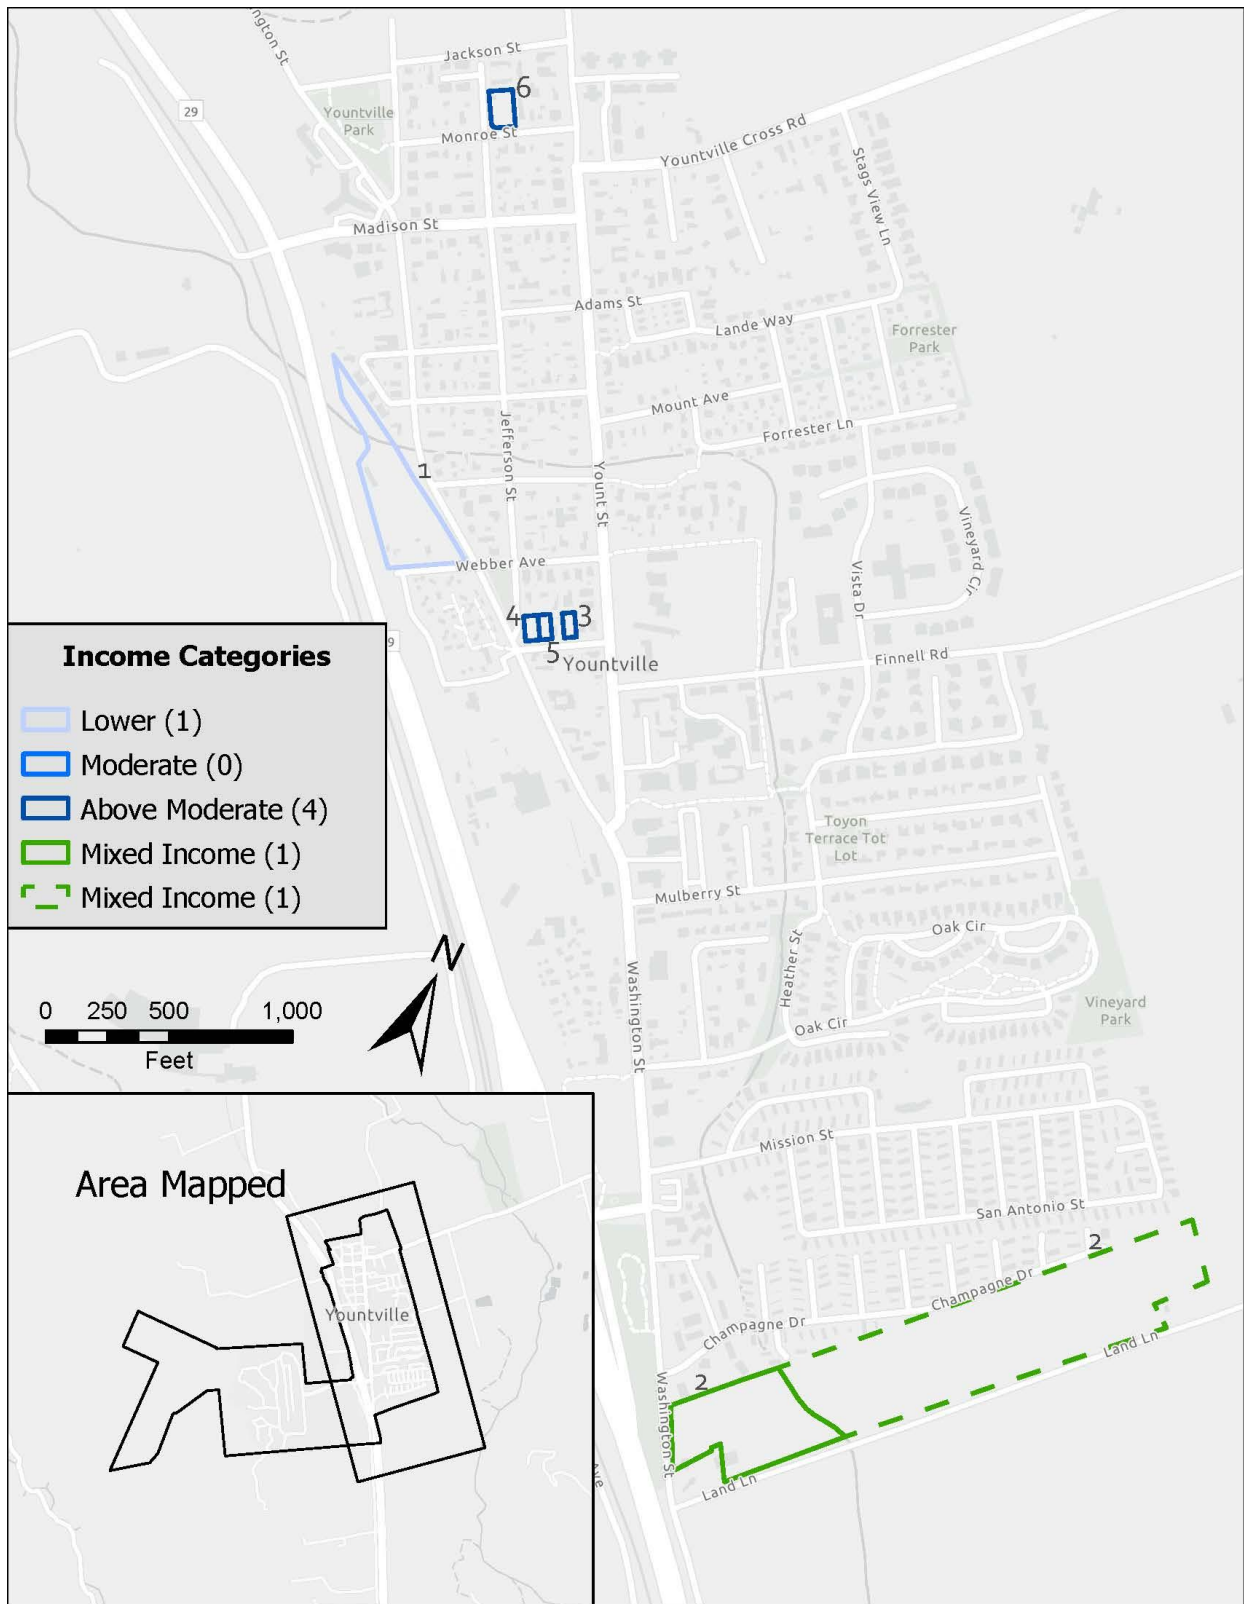 ngton St
Jackson St
6
29
Yountville
Park
Monroe St
Yountville Cross Rd
Stags View Ln
Madison St
Adams St
Lande Way
Forrester
Park
Mount Ave
Jefferson St
Forrester Ln
1
Yount St
Vineyard Cir
Webber Ave
Vista Dr
4
3
5
Yountville
9
Finnell Rd
Income Categories
Lower (1)
Moderate (0)
Above Moderate (4)
Mixed Income (1)
Mixed Income (1)
Toyon
Terrace Tot
Lot
Mulberry St
Oak Cir
Heather St
N
Washington St
Vineyard
Park
Oak Cir
0 250 500 1,000
Feet
Mission St
Area Mapped
San Antonio St
2
Champagne Dr
Yountville
Champagne Dr
Land Ln
2
Washington St
Land Ln
Ave